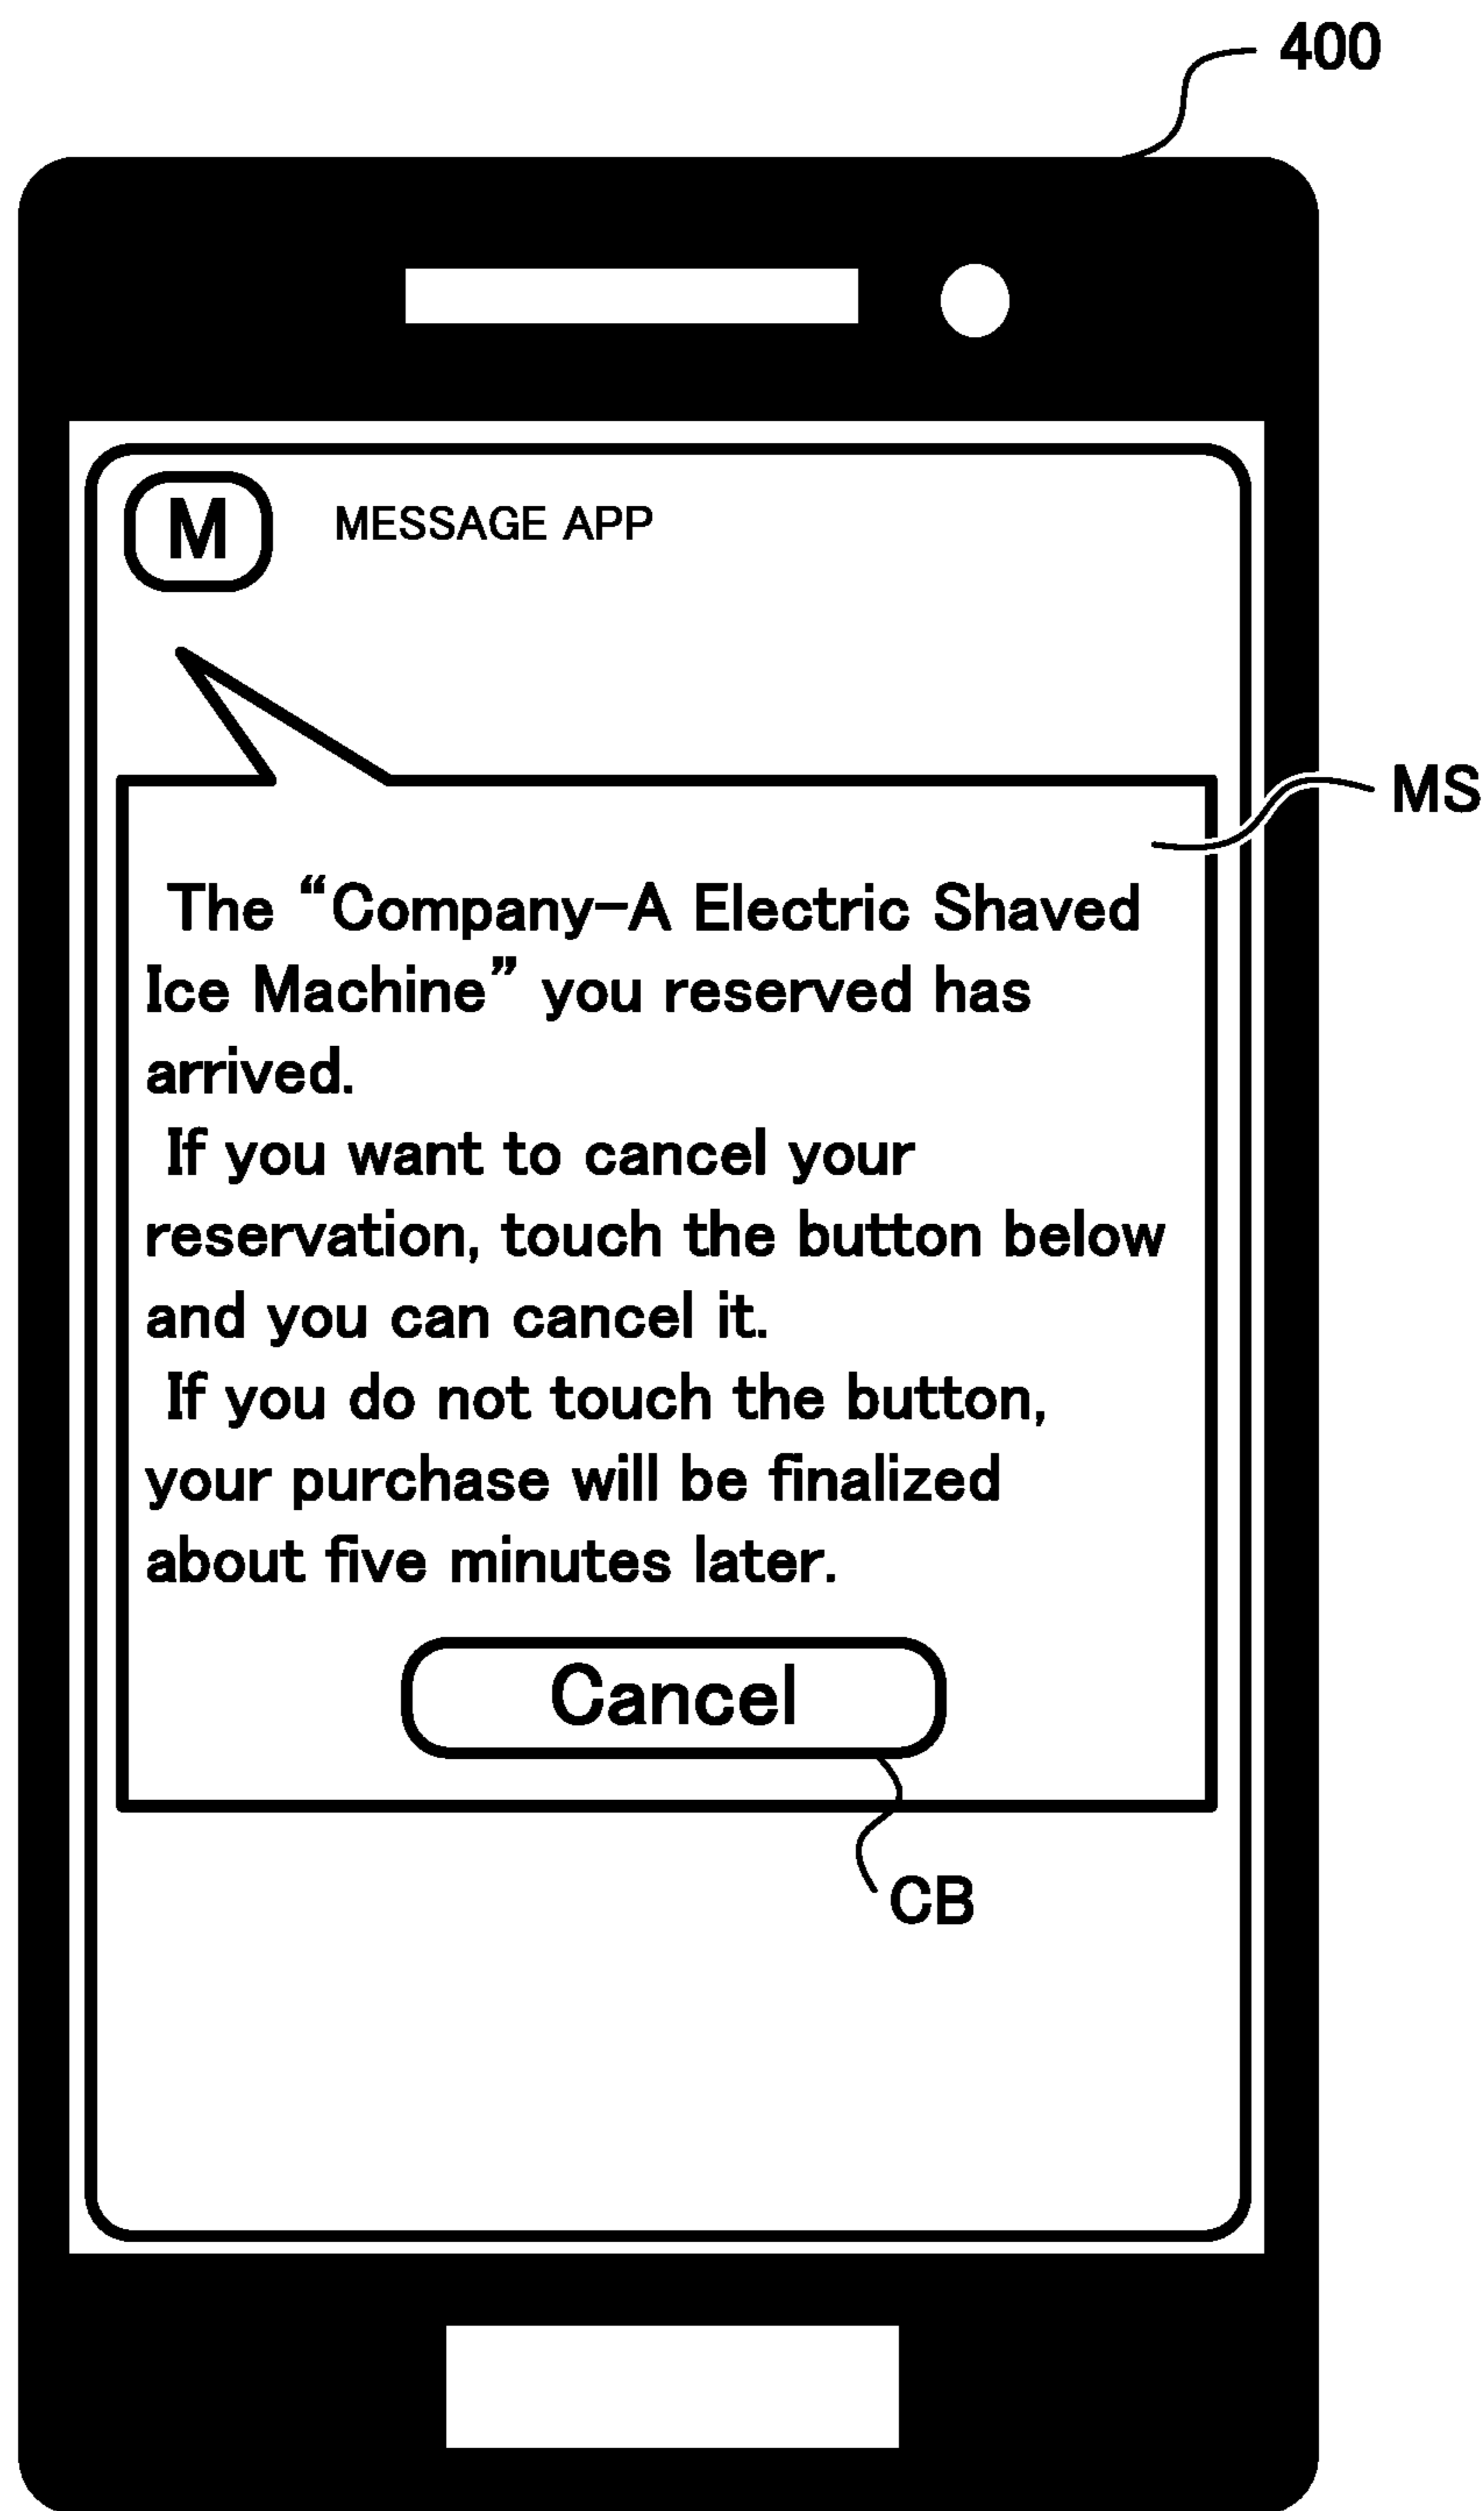 400
M MESSAGE APP
MS
The “Company-A Electric Shaved
Ice Machine” you reserved has
arrived.
If you want to cancel your
reservation, touch the button below
and you can cancel it.
If you do not touch the button,
your purchase will be finalized
about five minutes later.
Cancel
CB